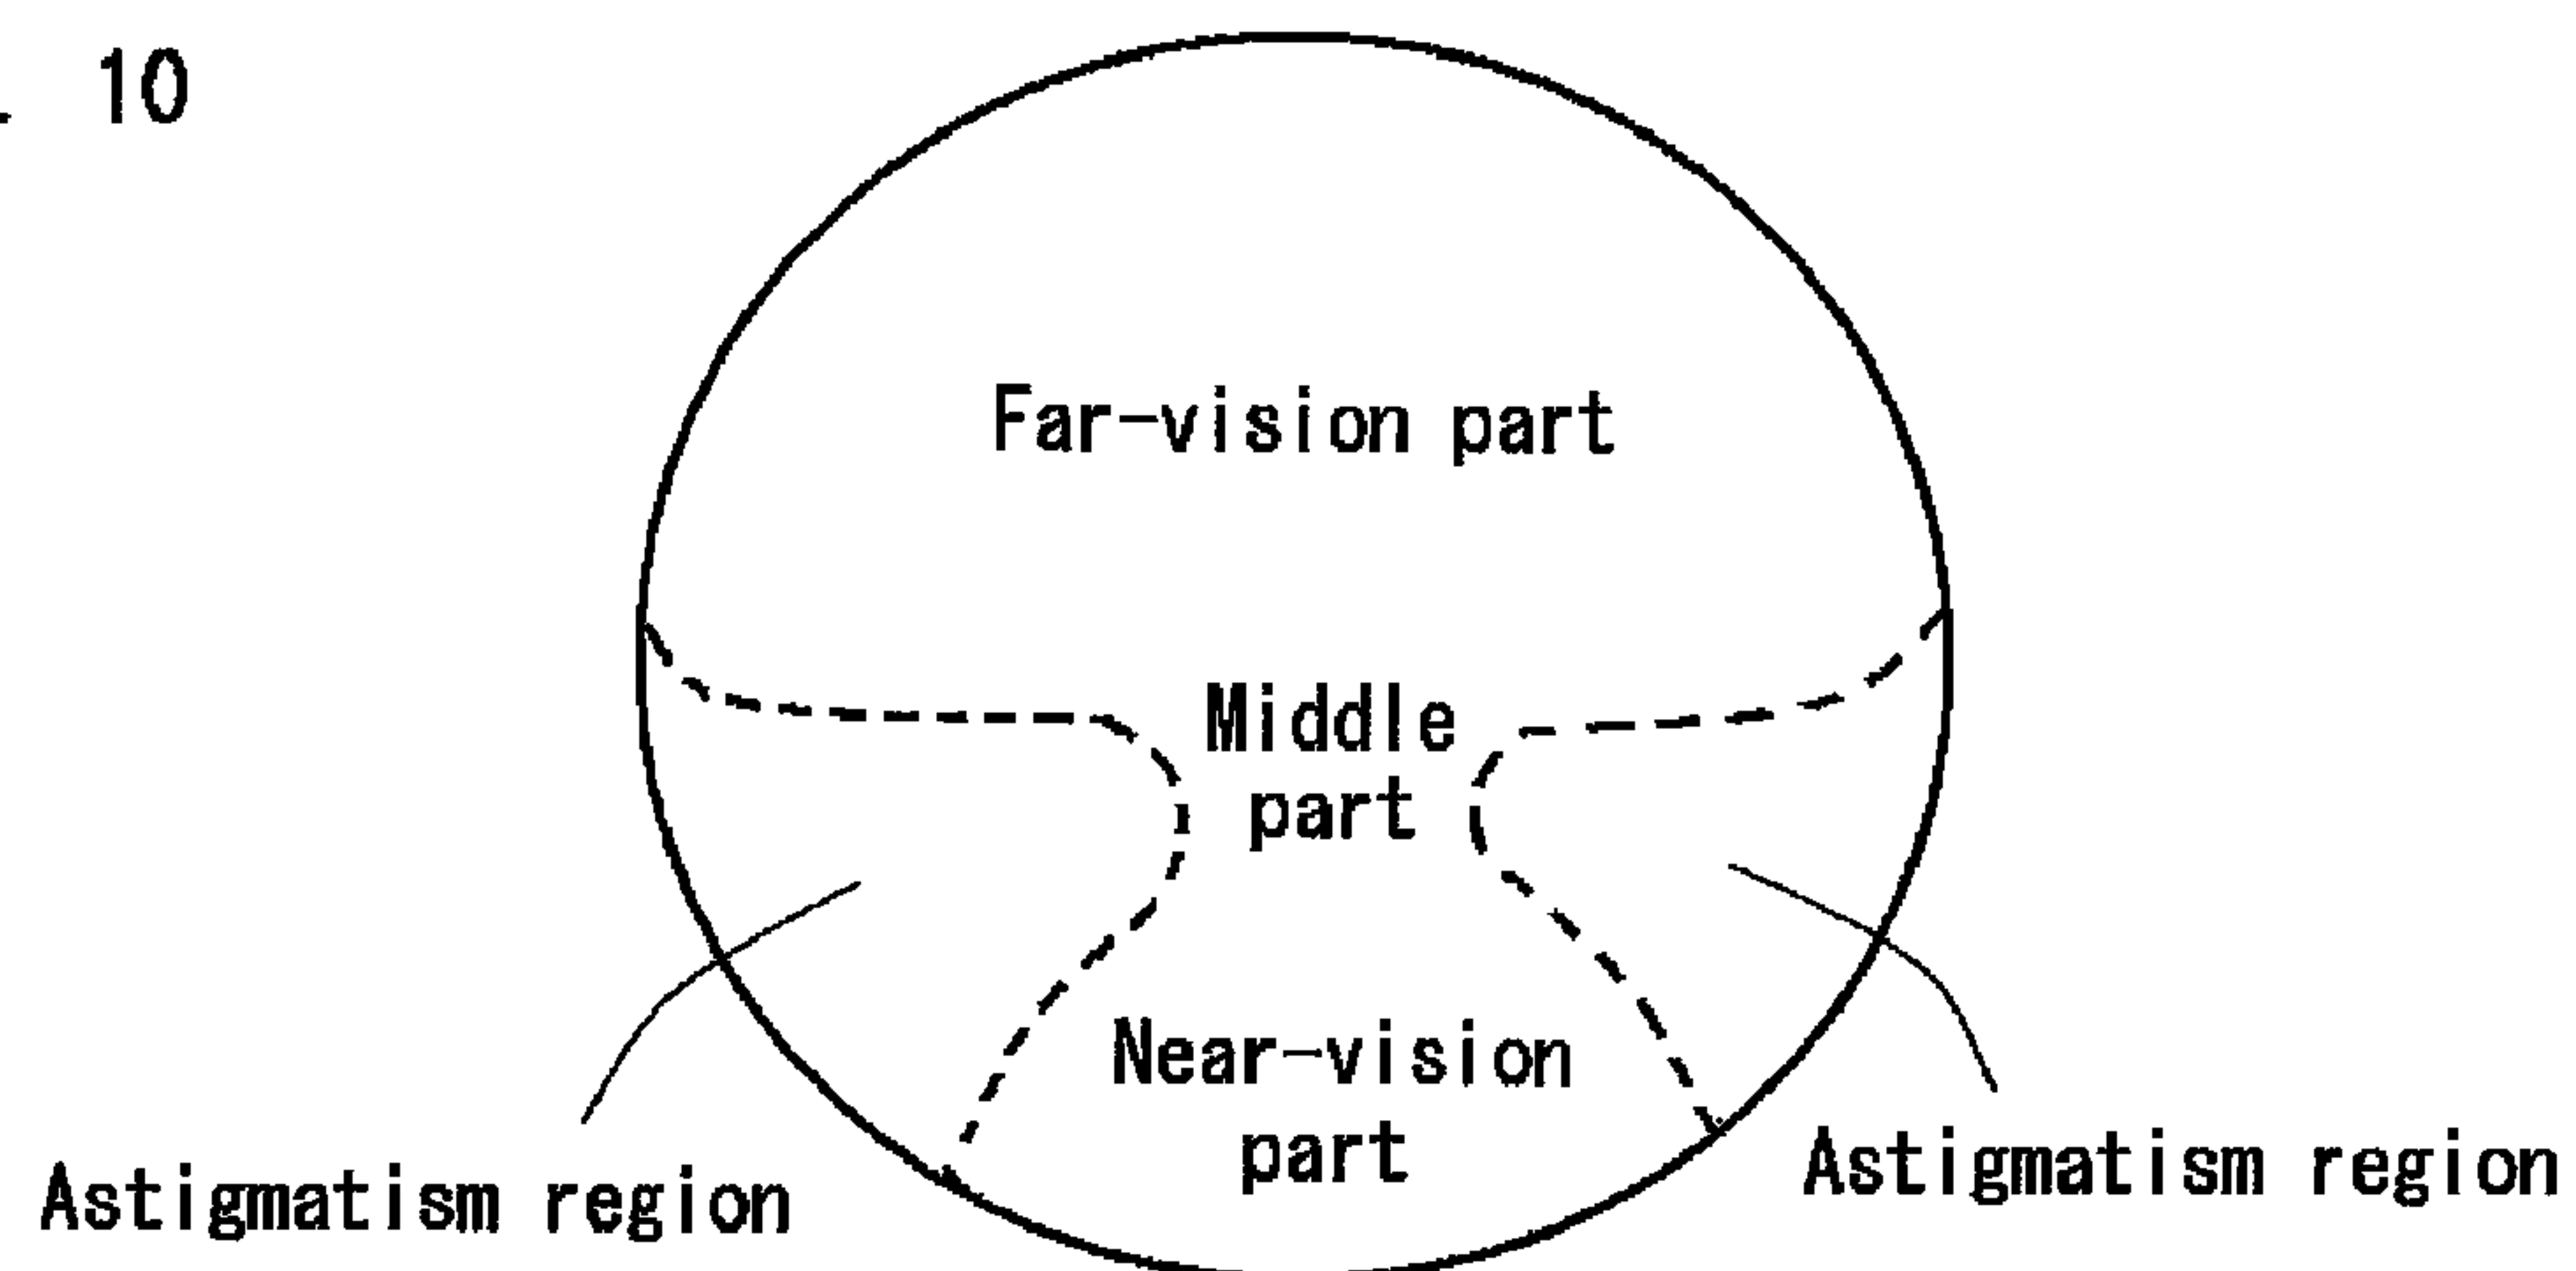 . 10
Far-vision part
Middle
part
Near-vision
part
Astigmatism region
Astigmatism region